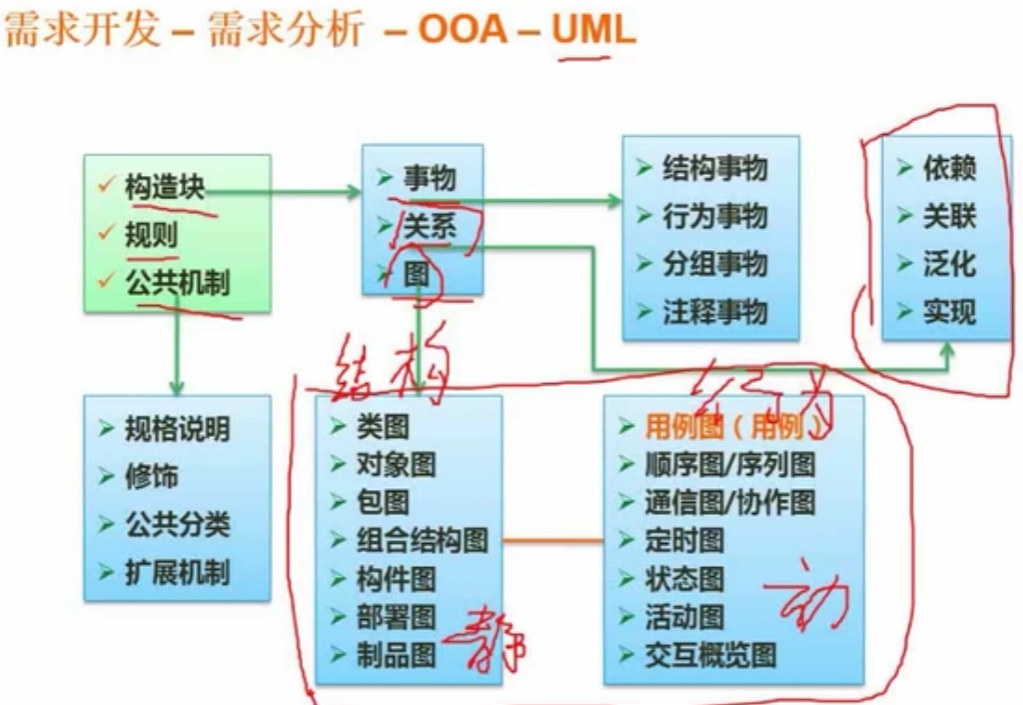 需求开发 – 需求分析 – OOA – UML
构造块
规则
公共机制
事物
关系
图
结构事物
行为事物
分组事物
注释事物
依赖
关联
泛化
实现
规格说明
修饰
公共分类
扩展机制
结构
类图
对象图
包图
组合结构图
构件图
部署图
制品图
静
行为
用例图（用例）
顺序图/序列图
通信图/协作图
定时图
状态图
活动图
交互概览图
动